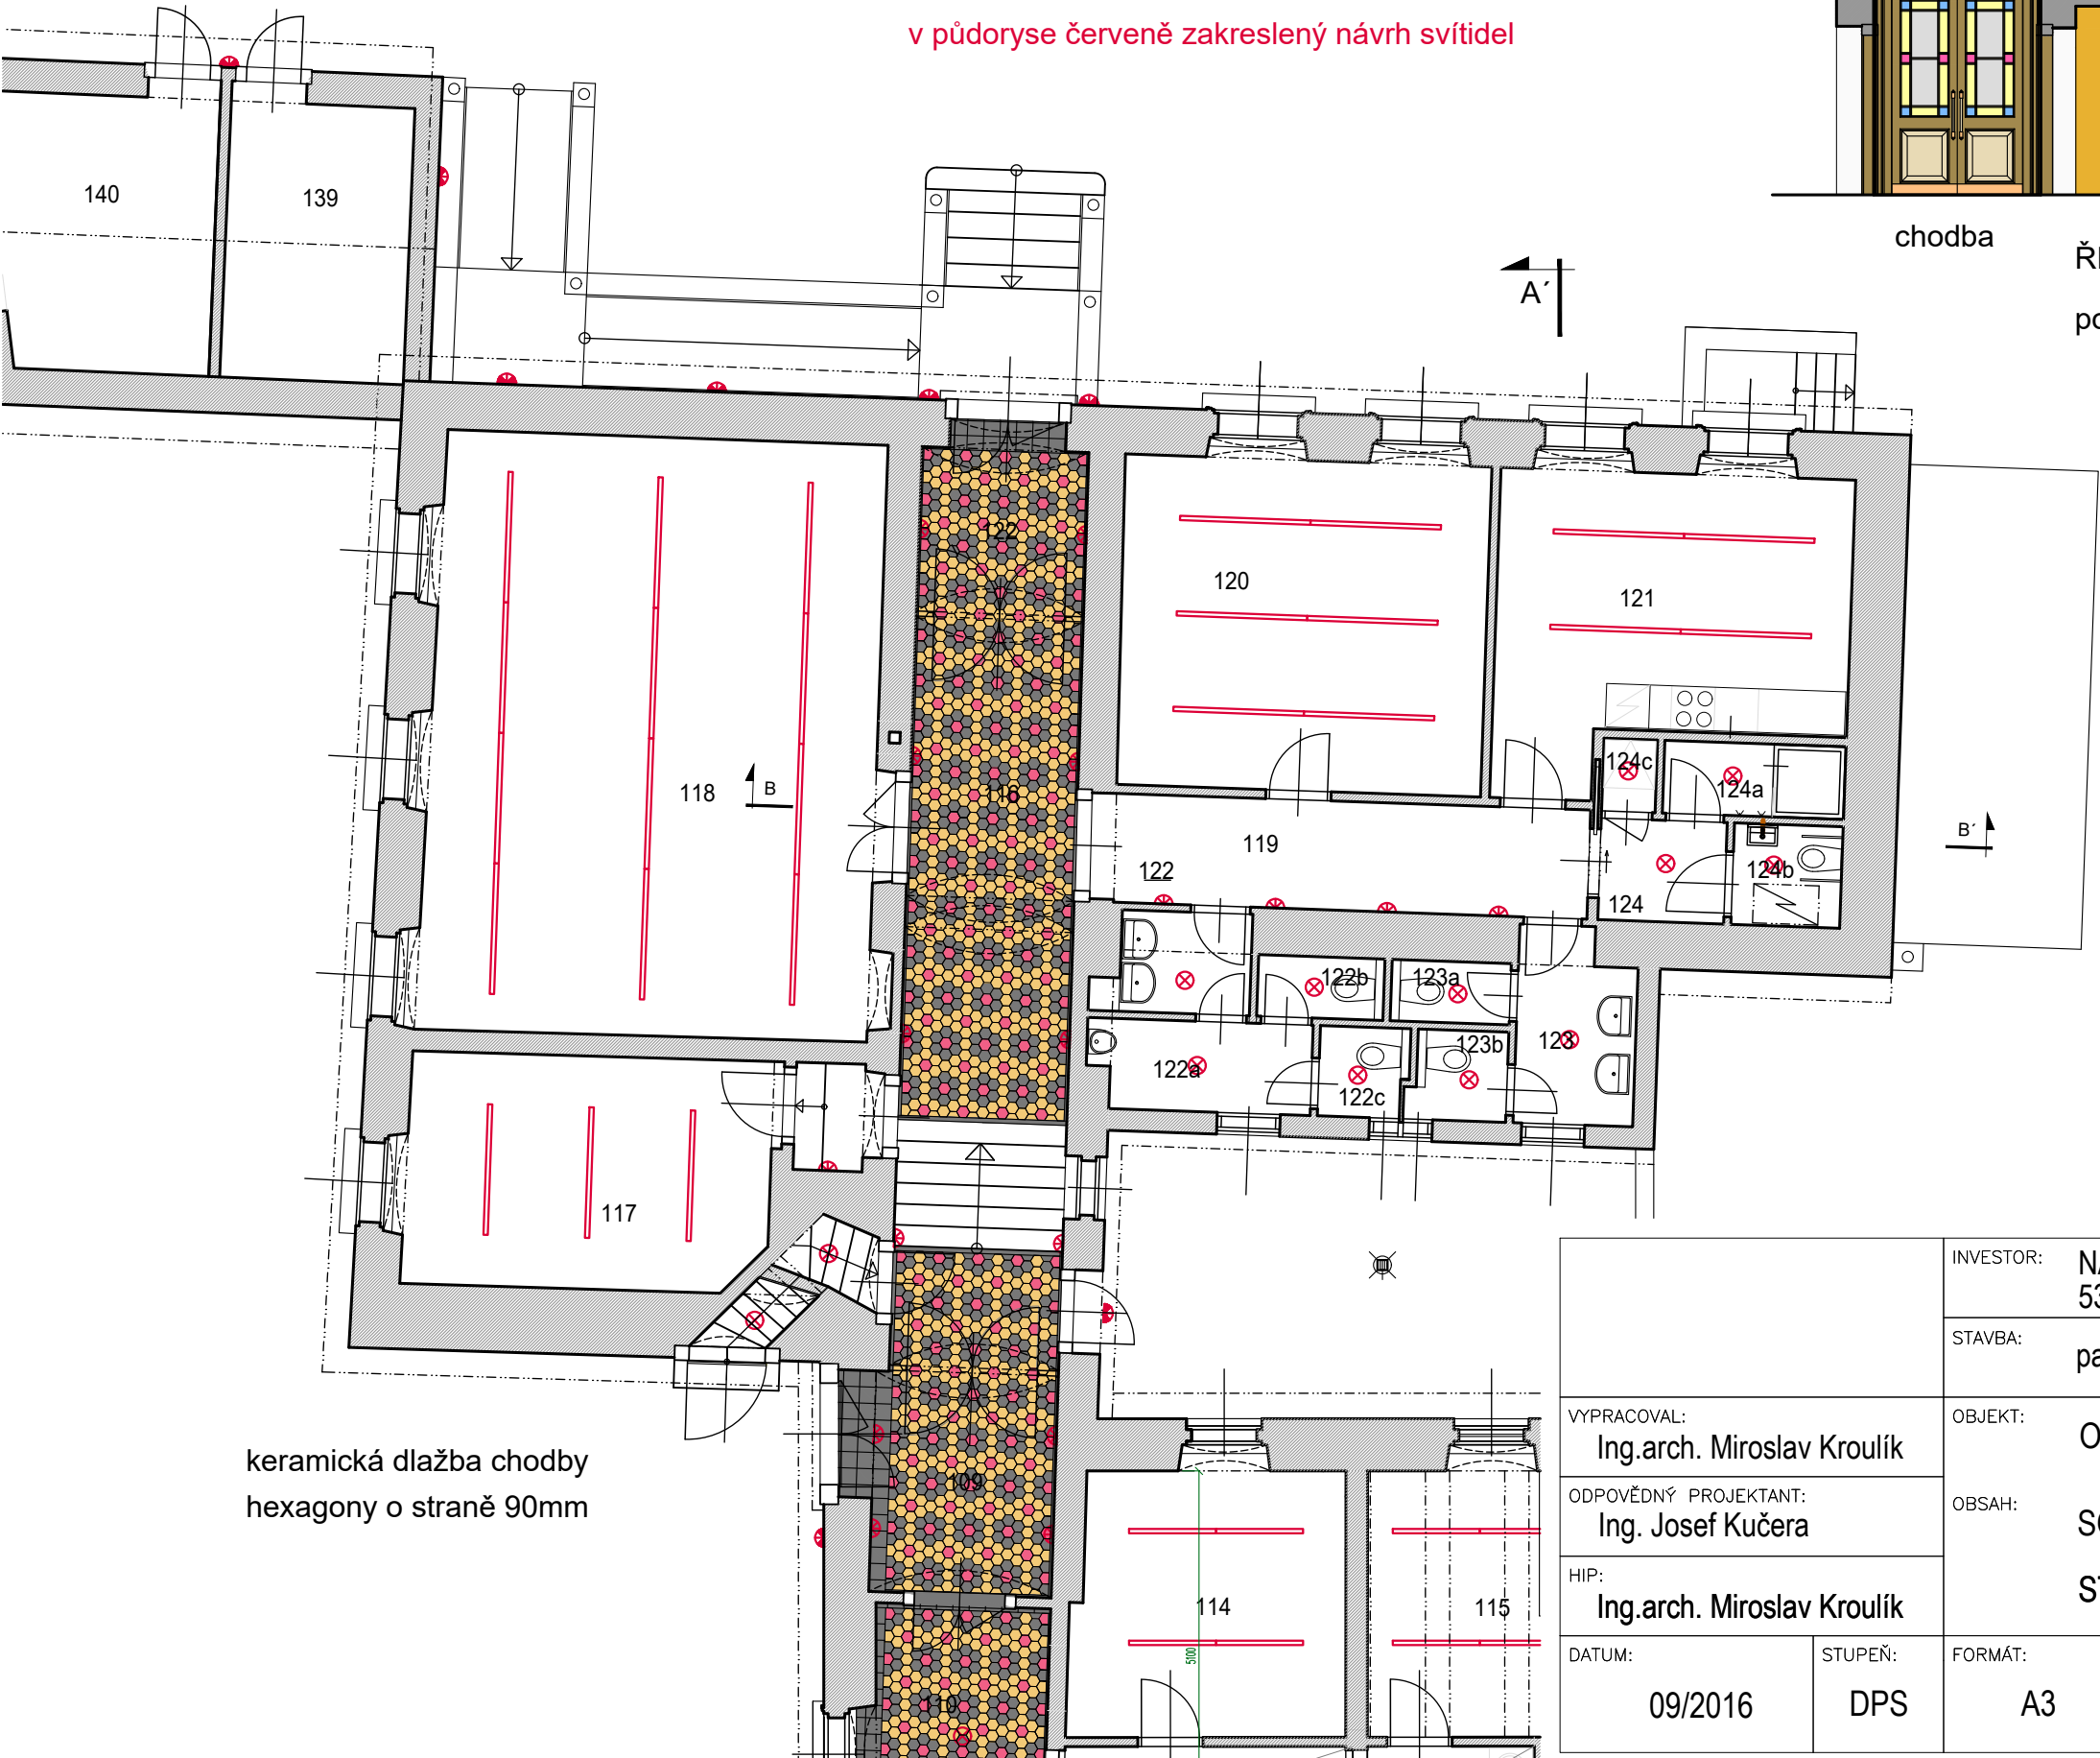 v půdoryse červeně zakreslený návrh svítidel
chodba
A´
140
139
122
120
121
118
B
116
124c
124a
B´
119
122
124b
124
122b
123a
122a
123b
123
122c
117
keramická dlažba chodby
hexagony o straně 90mm
109
114
115
5100
110
INVESTOR:
STAVBA:
VYPRACOVAL:
Ing.arch. Miroslav Kroulík
OBJEKT:
ODPOVĚDNÝ PROJEKTANT:
Ing. Josef Kučera
OBSAH:
HIP:
Ing.arch. Miroslav Kroulík
DATUM:
09/2016
STUPEŇ:
DPS
FORMÁT:
A3